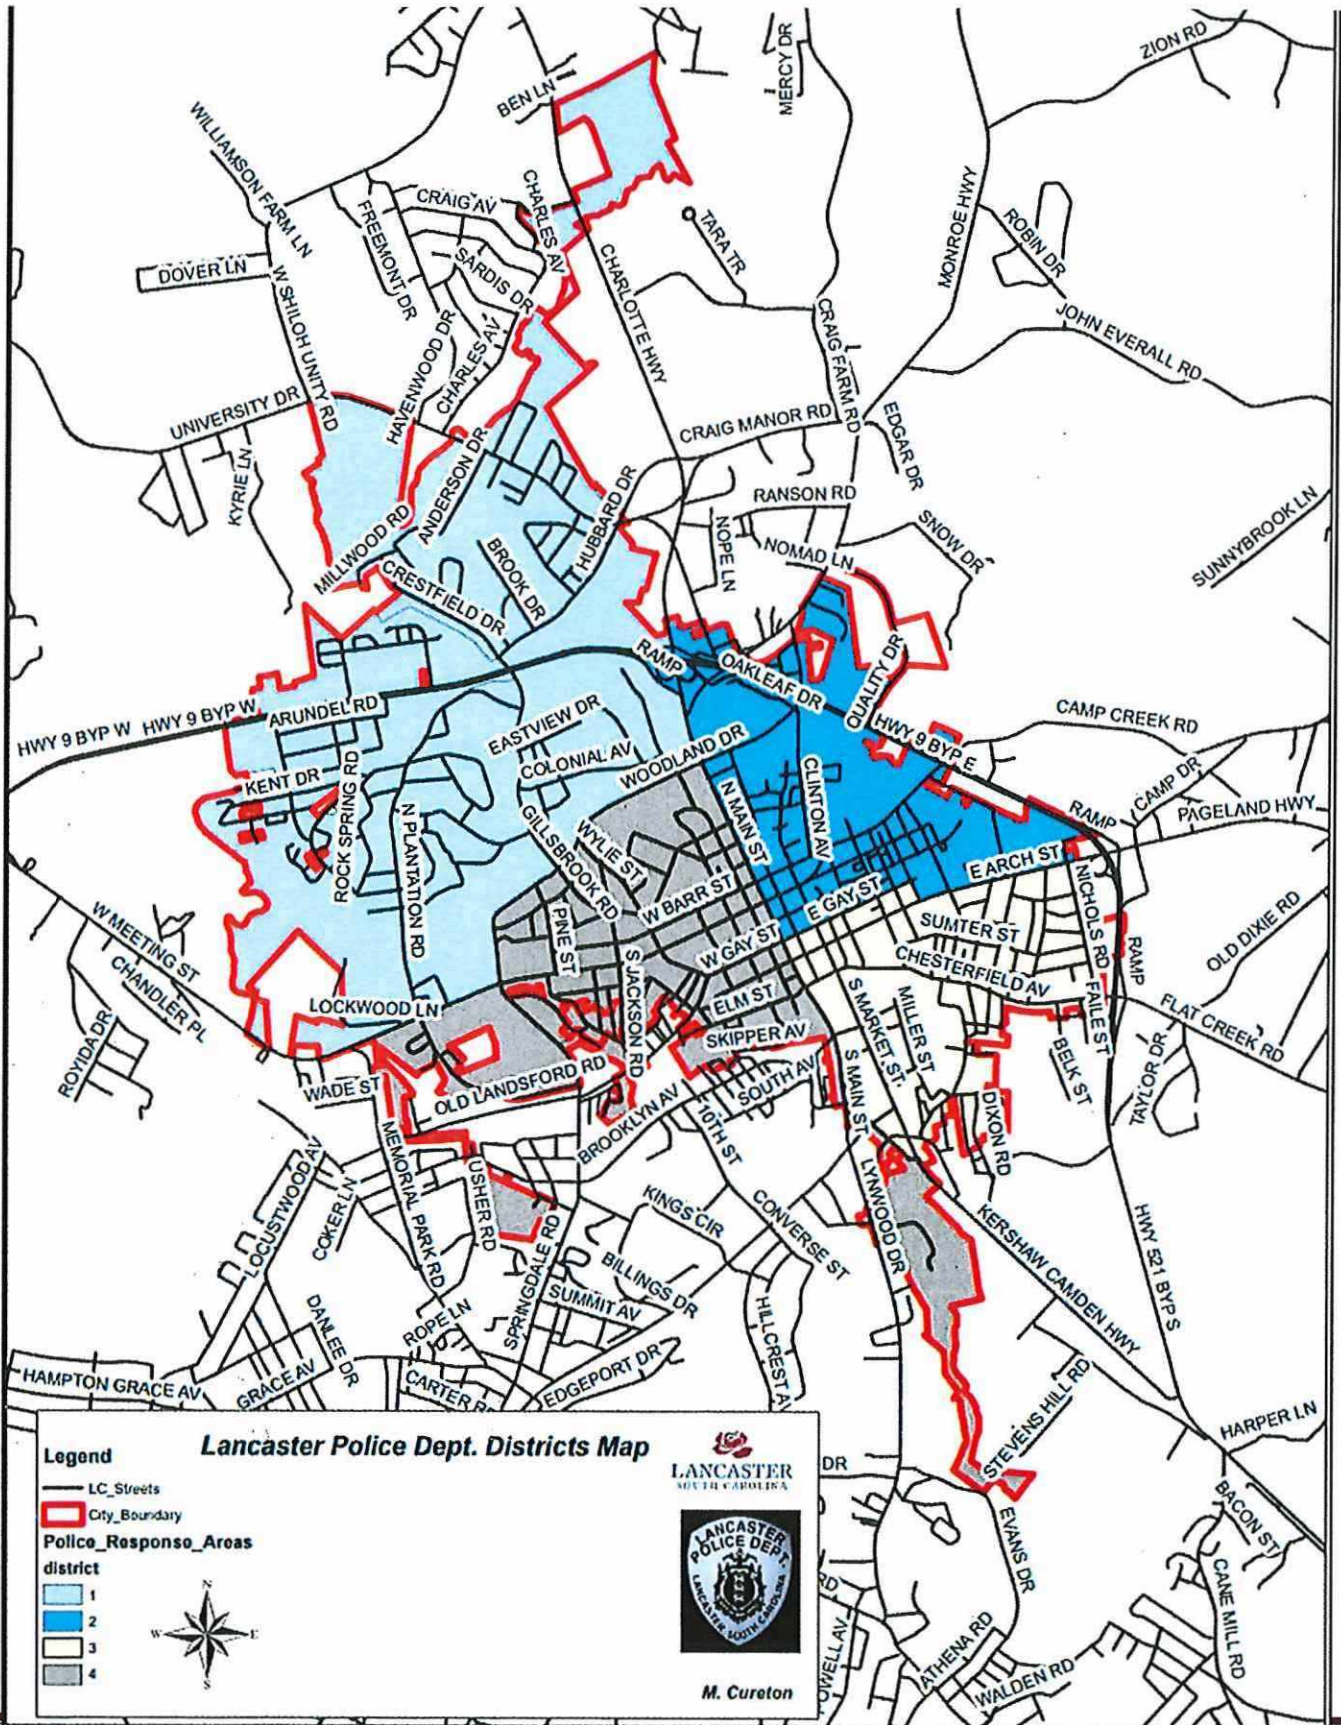 ZION RD
MERCY DR
BEN LN
WILLIAMSON FARM LN
CRAIG AV
CHARLES AV
FREEMONT DR
TARA TR
MONROE HWY
ROBIN DR
DOVER LN
SARDIS DR
W SHILOH UNITY RD
CHARLOTTE HWY
HAVENWOOD DR
CHARLES AV
CRAIG FARM RD
JOHN EVERALL RD
UNIVERSITY DR
CRAIG MANOR RD
EDGAR DR
KYRIE LN
ANDERSON DR
HUBBARD DR
RANSON RD
SUNNYBROOK LN
MILLWOOD RD
BROOK DR
NOPE LN
NOMAD LN
SNOW DR
CRESTFIELD DR
RAMP
OAKLEAF DR
QUALITY DR
HWY 9 BYP W
HWY 9 BYP W
ARUNDEL RD
EASTVIEW DR
HWY 9 BYP E
CAMP CREEK RD
COLONIAL AV
WOODLAND DR
KENT DR
ROCK SPRING RD
N PLANTATION RD
GILLSBROOK RD
WYLIE ST
N MAIN ST
CLINTON AV
RAMP
CAMP DR
PAGELAND HWY
E ARCH ST
W BARR ST
E GAY ST
NICHOLS RD
W MEETING ST
PINE ST
W GAY ST
SUMTER ST
RAMP
OLD DIXIE RD
CHANDLER PL
S JACKSON RD
CHESTERFIELD AV
LOCKWOOD LN
ELM ST
S MARKET ST
MILLER ST
FAILE ST
FLAT CREEK RD
ROYIDA DR
SKIPPER AV
WADE ST
OLD LANDSFORD RD
SOUTH AV
S MAIN ST
BELK ST
TAYLOR DR
BROOKLYN AV
10TH ST
DIXON RD
MEMORIAL PARK RD
LOCUSTWOOD AV
COKER LN
USHER RD
KINGS CIR
CONVERSE ST
LYNWOOD DR
KERSHAW CAMDEN HWY
HWY 521 BYP S
SPRINGDALE RD
BILLINGS DR
SUMMIT AV
DANLEE DR
ROPE LN
HILLCREST A
HAMPTON GRACE AV
GRACE AV
CARTER R
EDGEPORT DR
STEVENS HILL RD
HARPER LN
DR
BACON ST
EVANS DR
CANE MILL RD
RD
OWELL AV
ATHENA RD
WALDEN RD
Lancaster Police Dept. Districts Map
Legend
LC_Streets
City_Boundary
Police_Response_Areas
district
1
2
3
4
N
W
E
S
LANCASTER
SOUTH CAROLINA
LANCASTER
POLICE DEPT.
LANCASTER, SOUTH CAROLINA
M. Cureton